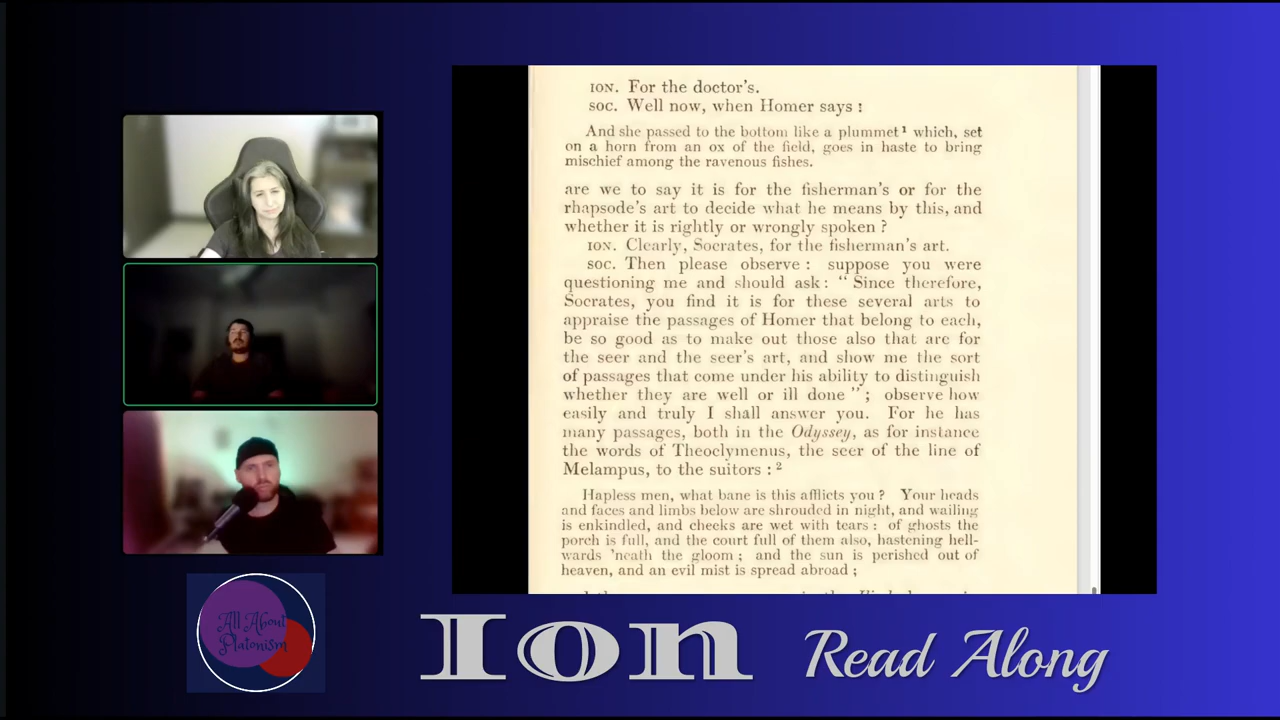 ION. For the doctor's.
SOC. Well now, when Homer says :
And she passed to the bottom like a plummet¹ which, set
on a horn from an ox of the field, goes in haste to bring
mischief among the ravenous fishes.
are we to say it is for the fisherman's or for the
rhapsode's art to decide what he means by this, and
whether it is rightly or wrongly spoken ?
ION. Clearly, Socrates, for the fisherman's art.
SOC. Then please observe : suppose you were
questioning me and should ask : " Since therefore,
Socrates, you find it is for these several arts to
appraise the passages of Homer that belong to each,
be so good as to make out those also that are for
the seer and the seer's art, and show me the sort
of passages that come under his ability to distinguish
whether they are well or ill done " ; observe how
easily and truly I shall answer you. For he has
many passages, both in the Odyssey, as for instance
the words of Theoclymenus, the seer of the line of
Melampus, to the suitors : ²
Hapless men, what bane is this afflicts you ? Your heads
and faces and limbs below are shrouded in night, and wailing
is enkindled, and cheeks are wet with tears : of ghosts the
porch is full, and the court full of them also, hastening hell-
wards 'neath the gloom ; and the sun is perished out of
heaven, and an evil mist is spread abroad ;
All About
Platonism
Ion Read Along